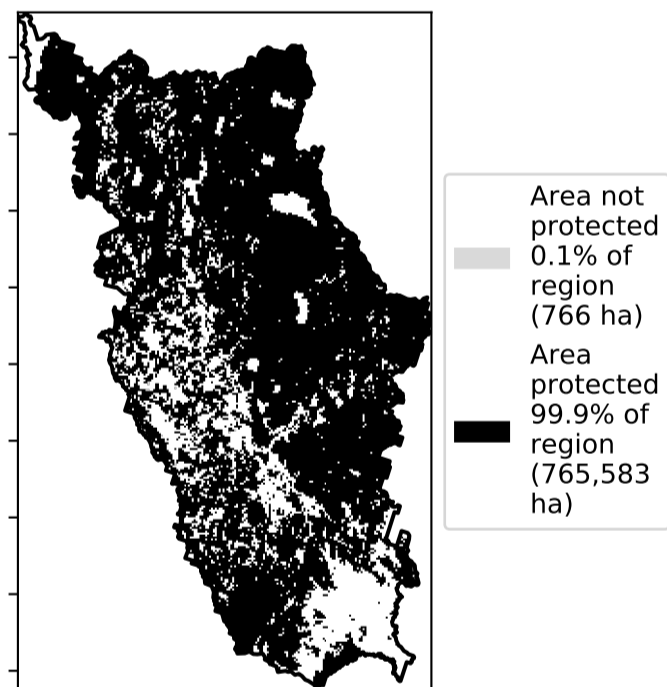 Area not
protected
0.1% of
region
(766 ha)
Area
protected
99.9% of
region
(765,583
ha)